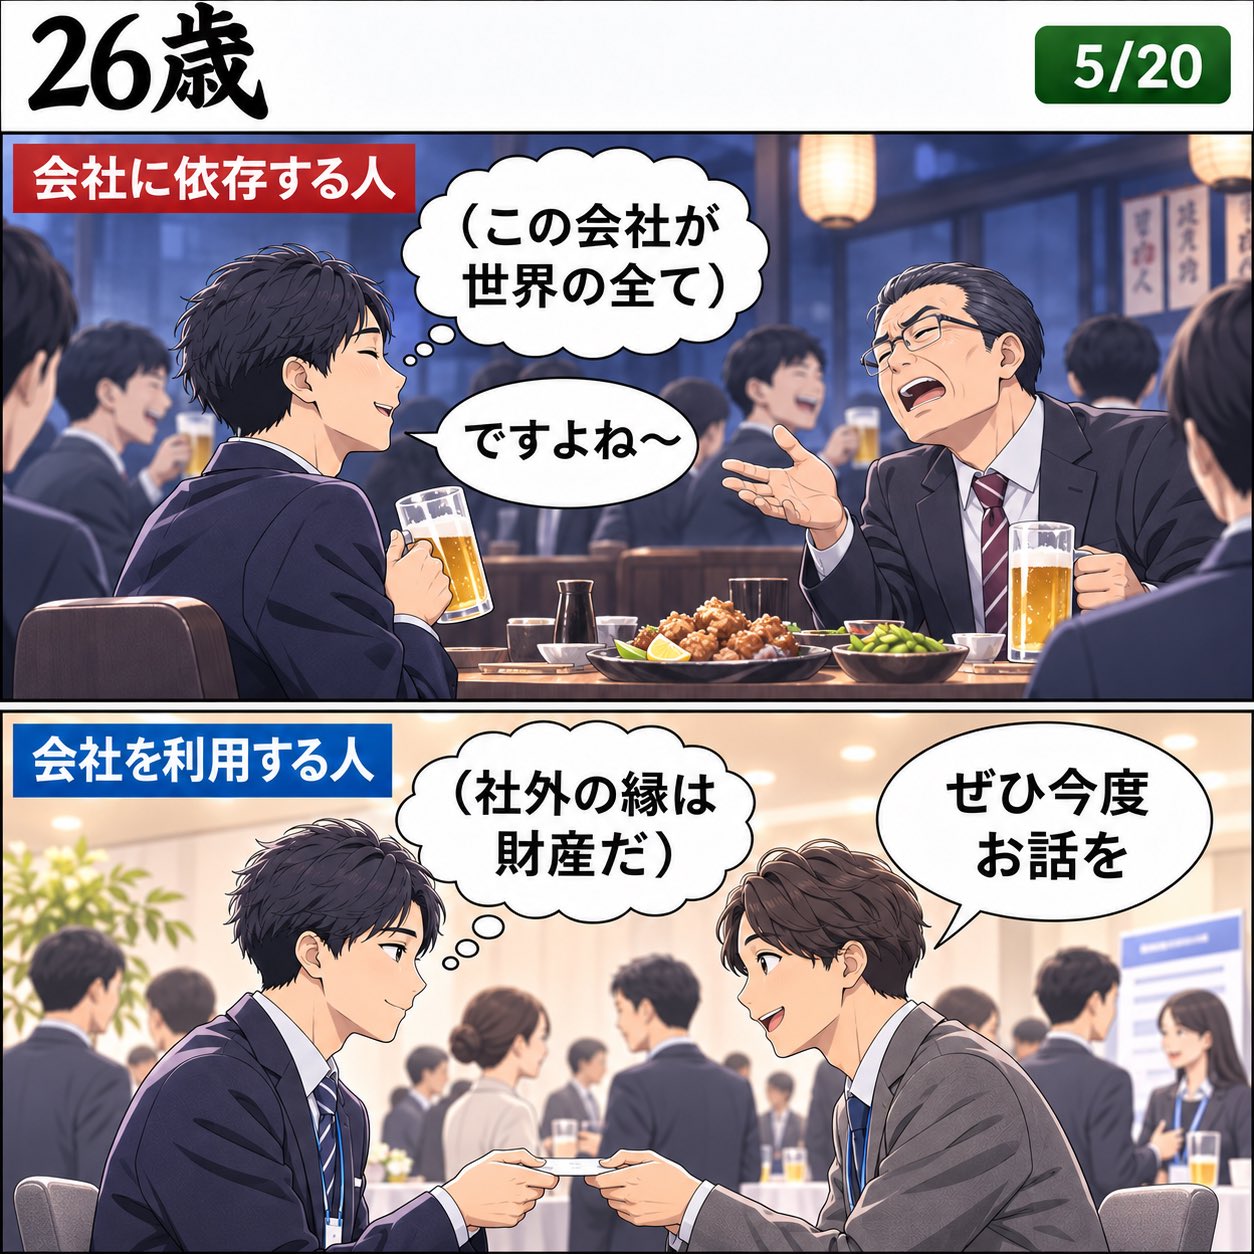 26歳
5/20
会社に依存する人
(この会社が
世界の全て)
ですよね〜
会社を利用する人
(社外の縁は
財産だ)
ぜひ今度
お話を